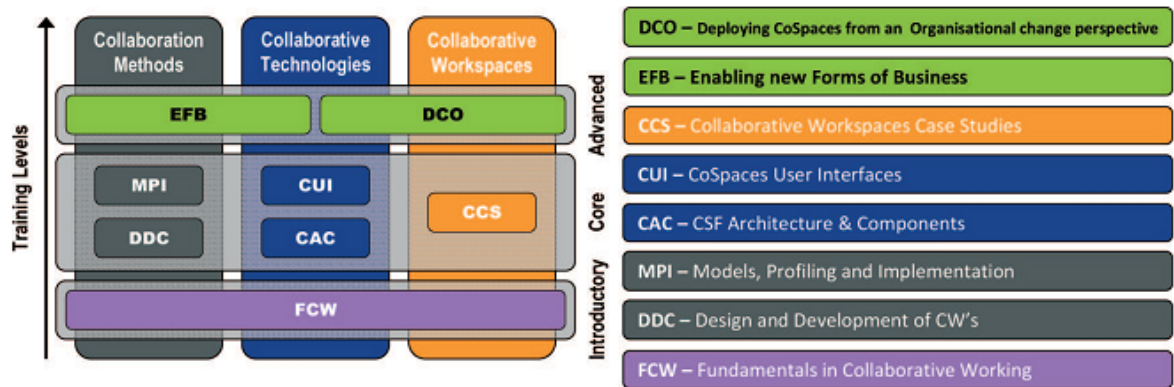 Training Levels
Collaboration
Methods
Collaborative
Technologies
Collaborative
Workspaces
EFB
DCO
MPI
CUI
CCS
DDC
CAC
FCW
Advanced
Core
Introductory
DCO – Deploying CoSpaces from an Organisational change perspective
EFB – Enabling new Forms of Business
CCS – Collaborative Workspaces Case Studies
CUI – CoSpaces User Interfaces
CAC – CSF Architecture & Components
MPI – Models, Profiling and Implementation
DDC – Design and Development of CW's
FCW – Fundamentals in Collaborative Working